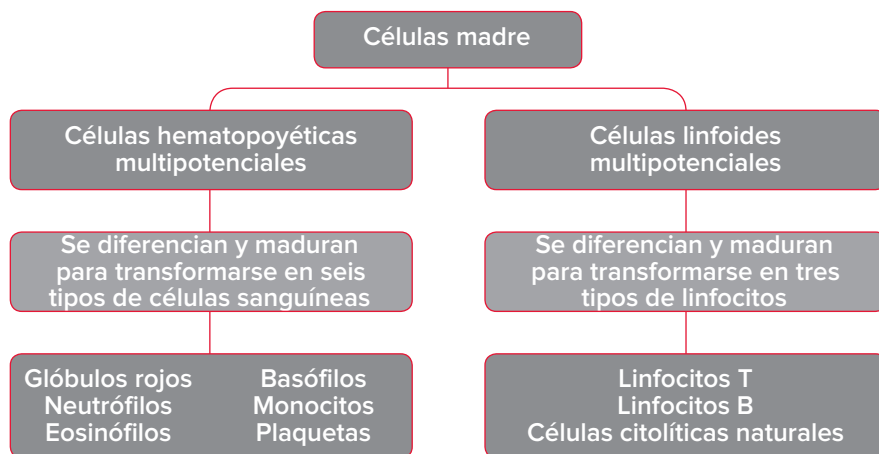 Células madre
Células hematopoyéticas
multipotenciales
Células linfoides
multipotenciales
Se diferencian y maduran
para transformarse en seis
tipos de células sanguíneas
Se diferencian y maduran
para transformarse en tres
tipos de linfocitos
Glóbulos rojos
Neutrófilos
Eosinófilos
Basófilos
Monocitos
Plaquetas
Linfocitos T
Linfocitos B
Células citolíticas naturales